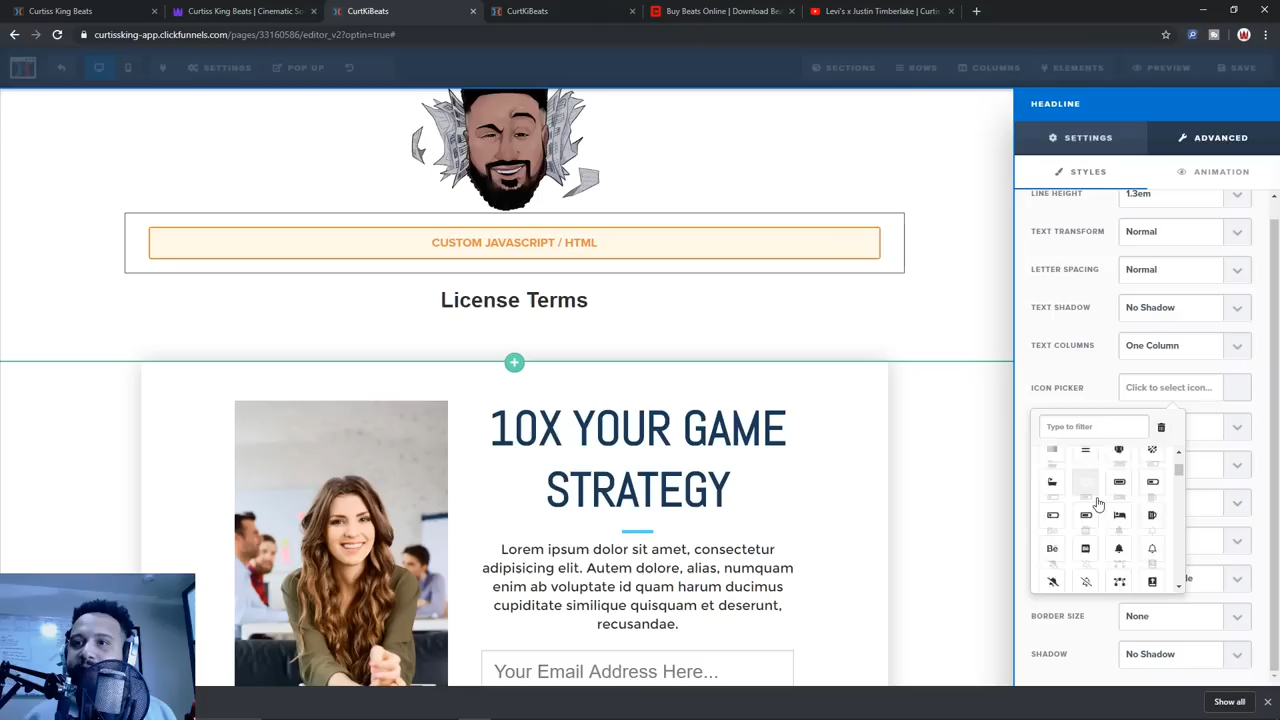 CurtKiBeats
Curtiss King Beats | Cinematic So
CurtKiBeats
CurtKiBeats
Buy Beats Online | Download Bea
Levi's x Justin Timberlake | Curtis
curtissking-app.clickfunnels.com/pages/33160586/editor_v2?optin=true#
SETTINGS
POP UP
SECTIONS
ROWS
COLUMNS
ELEMENTS
PREVIEW
SAVE
HEADLINE
SETTINGS
ADVANCED
STYLES
ANIMATION
LINE HEIGHT
1.3em
TEXT TRANSFORM
Normal
LETTER SPACING
Normal
TEXT SHADOW
No Shadow
TEXT COLUMNS
One Column
ICON PICKER
Click to select icon...
Type to filter
BORDER SIZE
None
SHADOW
No Shadow
CUSTOM JAVASCRIPT / HTML
License Terms
10X YOUR GAME
STRATEGY
Lorem ipsum dolor sit amet, consectetur
adipisicing elit. Autem dolore, alias, numquam
enim ab voluptate id quam harum ducimus
cupiditate similique quisquam et deserunt,
recusandae.
Your Email Address Here...
Show all